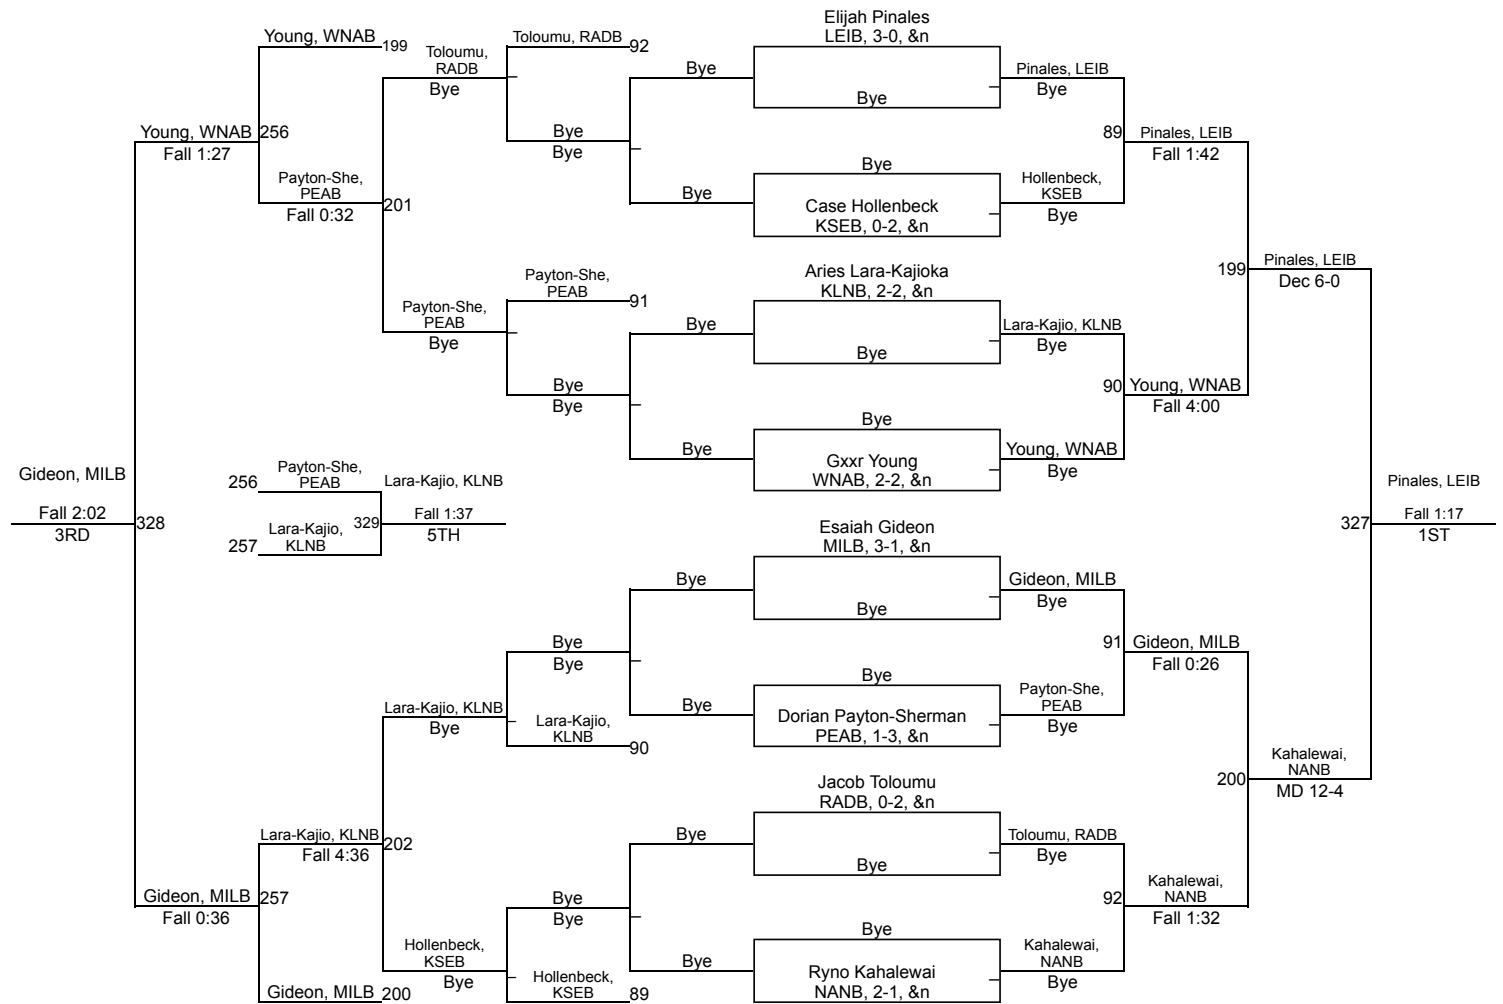 Elijah Pinales
LEIB, 3-0, &n
Young, WNAB 199
Toloumu,
RADB
Bye
Toloumu, RADB 92
Bye
Bye
Pinales, LEIB
Bye
Young, WNAB 256
Fall 1:27
Bye
Bye
89 Pinales, LEIB
Fall 1:42
Payton-She,
PEAB
Fall 0:32
201
Bye
Bye
Case Hollenbeck
KSEB, 0-2, &n
Hollenbeck,
KSEB
Bye
Aries Lara-Kajioka
KLNB, 2-2, &n
199 Pinales, LEIB
Dec 6-0
Payton-She,
PEAB
91
Payton-She,
PEAB
Bye
Bye
Bye
Lara-Kajio, KLNB
Bye
Bye
Bye
90 Young, WNAB
Fall 4:00
Bye
Bye
Gxxr Young
WNAB, 2-2, &n
Young, WNAB
Bye
Gideon, MILB
Fall 2:02
3RD
328
256
Payton-She,
PEAB
257
Lara-Kajio,
KLNB
329
Lara-Kajio, KLNB
Fall 1:37
5TH
Pinales, LEIB
327 Fall 1:17
1ST
Esaiah Gideon
MILB, 3-1, &n
Bye
Bye
Gideon, MILB
Bye
Bye
Bye
91 Gideon, MILB
Fall 0:26
Bye
Bye
Dorian Payton-Sherman
PEAB, 1-3, &n
Payton-She,
PEAB
Bye
Lara-Kajio, KLNB
Bye
Lara-Kajio,
KLNB
90
Jacob Toloumu
RADB, 0-2, &n
200
Kahalewai,
NANB
MD 12-4
Lara-Kajio, KLNB
Fall 4:36
202
Bye
Bye
Toloumu, RADB
Bye
Gideon, MILB 257
Fall 0:36
Bye
Bye
92
Kahalewai,
NANB
Fall 1:32
Hollenbeck,
KSEB
Bye
Bye
Bye
Ryno Kahalewai
NANB, 2-1, &n
Kahalewai,
NANB
Bye
Gideon, MILB 200
Hollenbeck,
KSEB
89